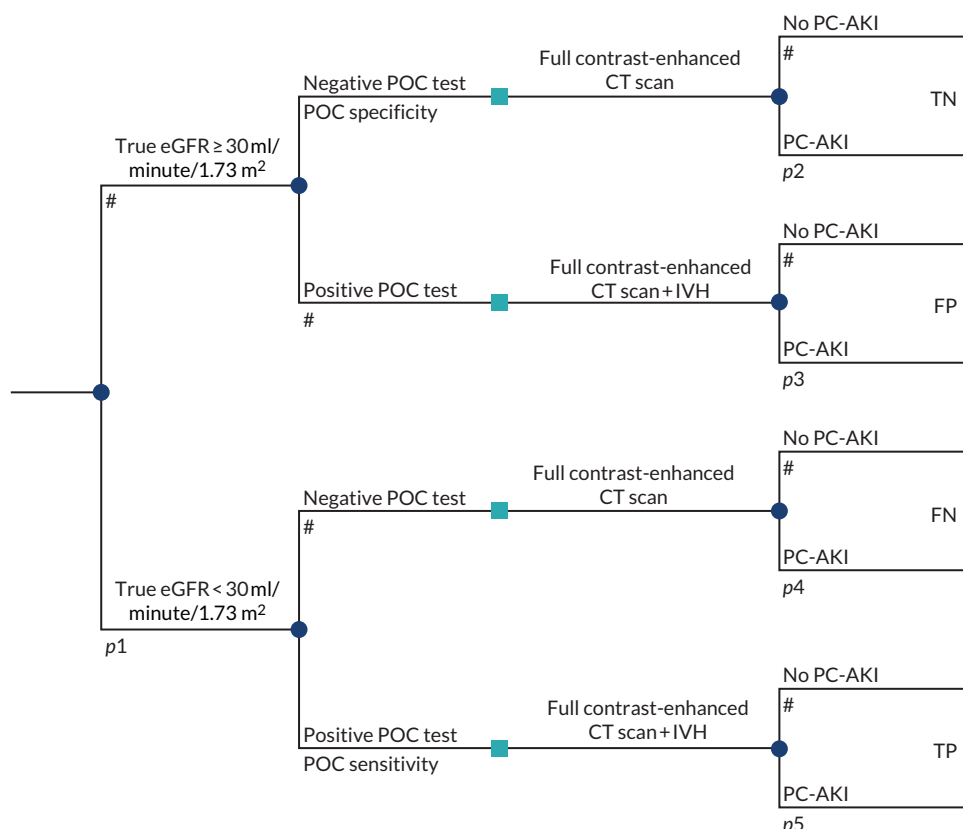 No PC-AKI
#
TN
PC-AKI
p2
Negative POC test
POC specificity
Full contrast-enhanced
CT scan
True eGFR ≥ 30 ml/
minute/1.73 m²
#
Positive POC test
#
Full contrast-enhanced
CT scan + IVH
No PC-AKI
#
FP
PC-AKI
p3
True eGFR < 30 ml/
minute/1.73 m²
p1
Negative POC test
#
Full contrast-enhanced
CT scan
No PC-AKI
#
FN
PC-AKI
p4
Positive POC test
POC sensitivity
Full contrast-enhanced
CT scan + IVH
No PC-AKI
#
TP
PC-AKI
p5